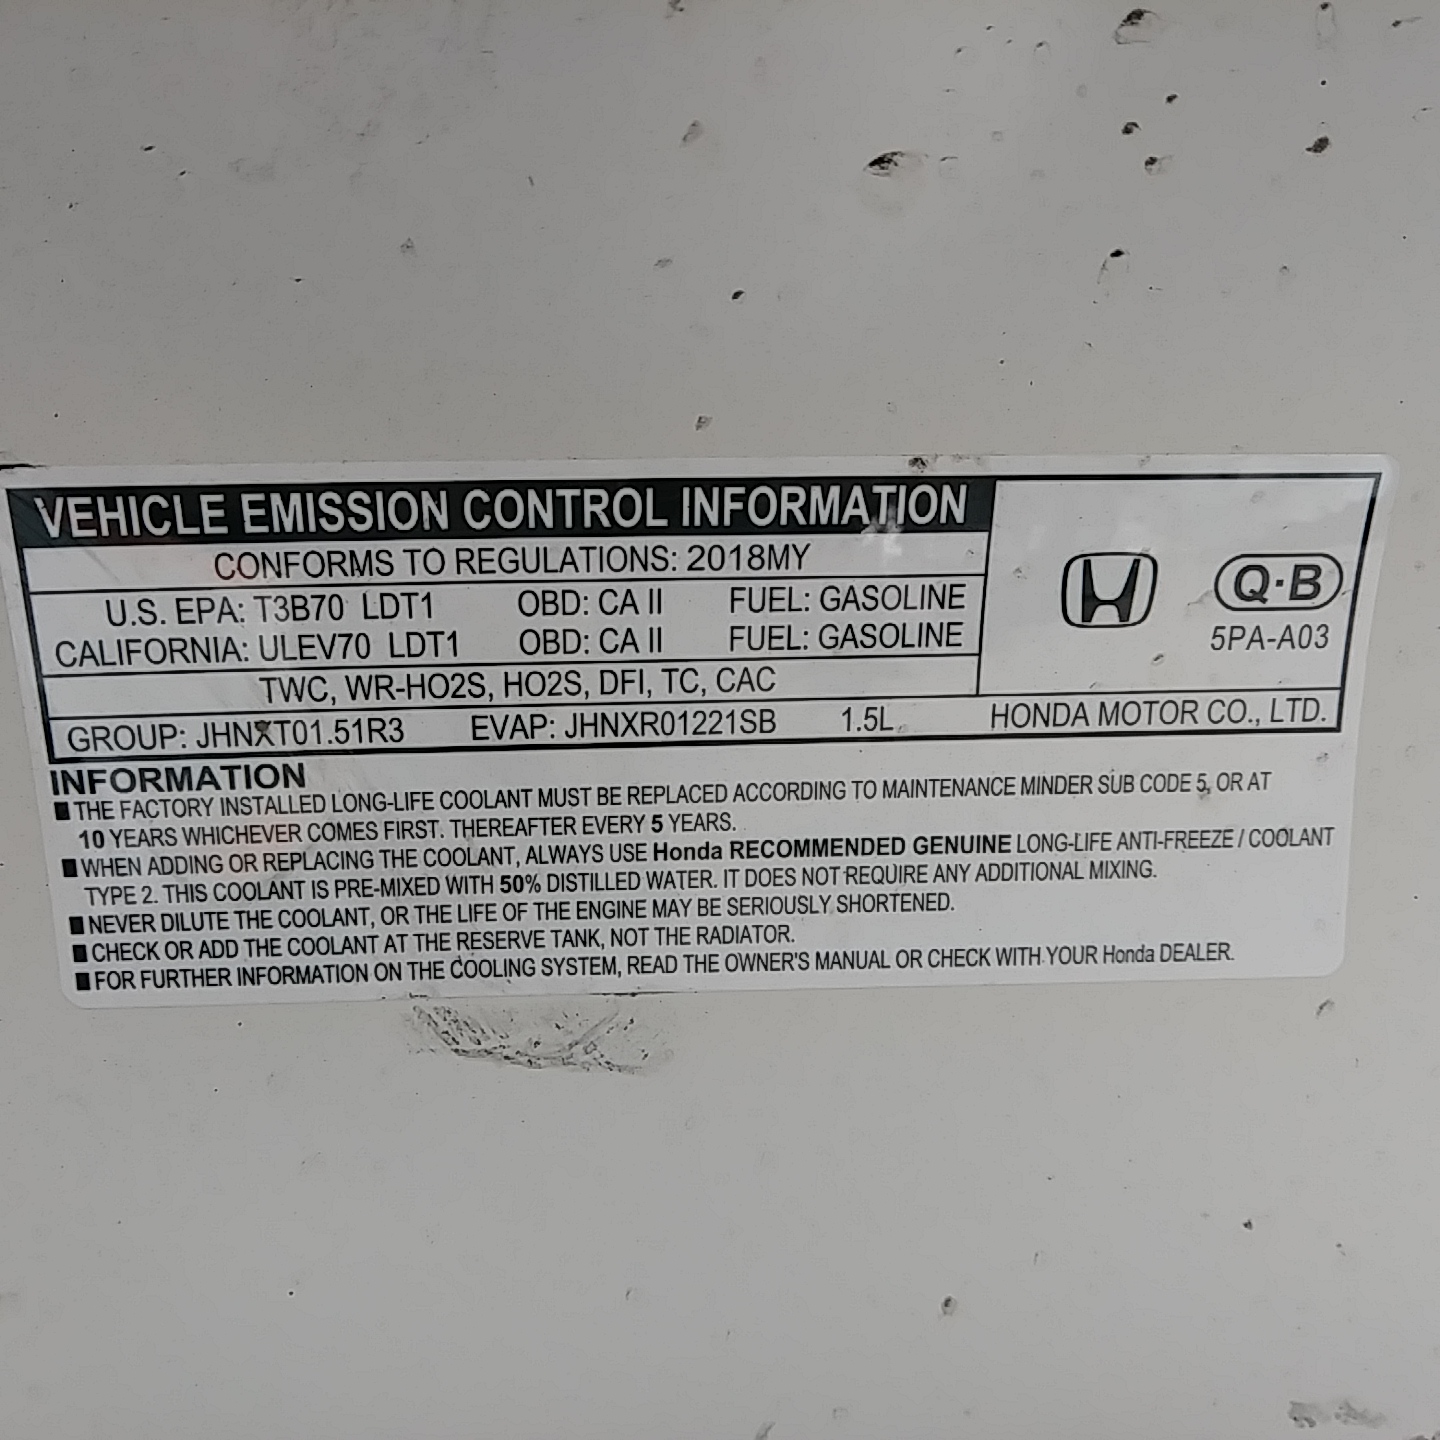 VEHICLE EMISSION CONTROL INFORMATION
CONFORMS TO REGULATIONS: 2018MY
U.S. EPA: T3B70 LDT1 OBD: CA II FUEL: GASOLINE
CALIFORNIA: ULEV70 LDT1 OBD: CA II FUEL: GASOLINE
TWC, WR-HO2S, HO2S, DFI, TC, CAC
Q·B
5PA-A03
GROUP: JHNXT01.51R3 EVAP: JHNXR01221SB 1.5L HONDA MOTOR CO., LTD.
INFORMATION
■ THE FACTORY INSTALLED LONG-LIFE COOLANT MUST BE REPLACED ACCORDING TO MAINTENANCE MINDER SUB CODE 5, OR AT
10 YEARS WHICHEVER COMES FIRST. THEREAFTER EVERY 5 YEARS.
■ WHEN ADDING OR REPLACING THE COOLANT, ALWAYS USE Honda RECOMMENDED GENUINE LONG-LIFE ANTI-FREEZE / COOLANT
TYPE 2. THIS COOLANT IS PRE-MIXED WITH 50% DISTILLED WATER. IT DOES NOT REQUIRE ANY ADDITIONAL MIXING.
■ NEVER DILUTE THE COOLANT, OR THE LIFE OF THE ENGINE MAY BE SERIOUSLY SHORTENED.
■ CHECK OR ADD THE COOLANT AT THE RESERVE TANK, NOT THE RADIATOR.
■ FOR FURTHER INFORMATION ON THE COOLING SYSTEM, READ THE OWNER'S MANUAL OR CHECK WITH YOUR Honda DEALER.